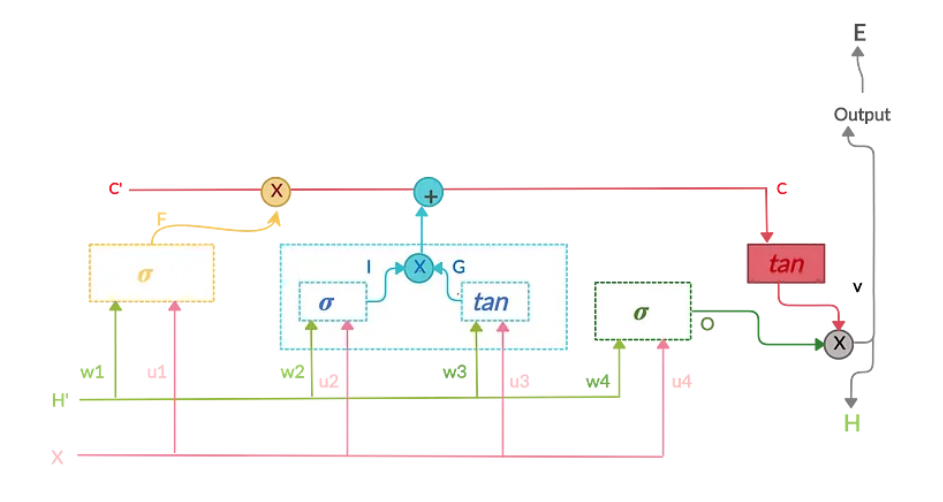 E
Output
C'
X
+
C
F
σ
I
X
G
tan
σ
tan
σ
O
v
X
w1
u1
w2
u2
w3
u3
w4
u4
H'
H
X